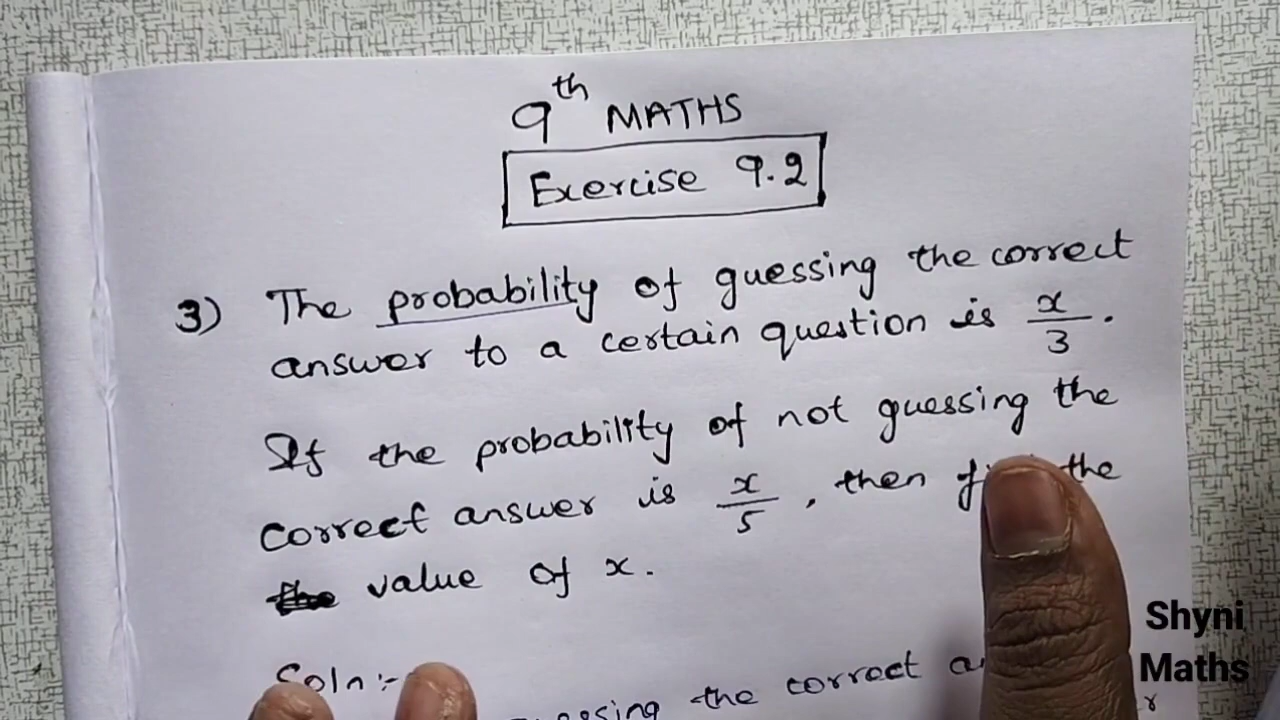 9th MATHS
Exercise 9.2
3) The probability of guessing the correct
answer to a certain question is x/3.
If the probability of not guessing the
correct answer is x/5, then the
value of x.
Soln :-
the correct
Shyni
Maths